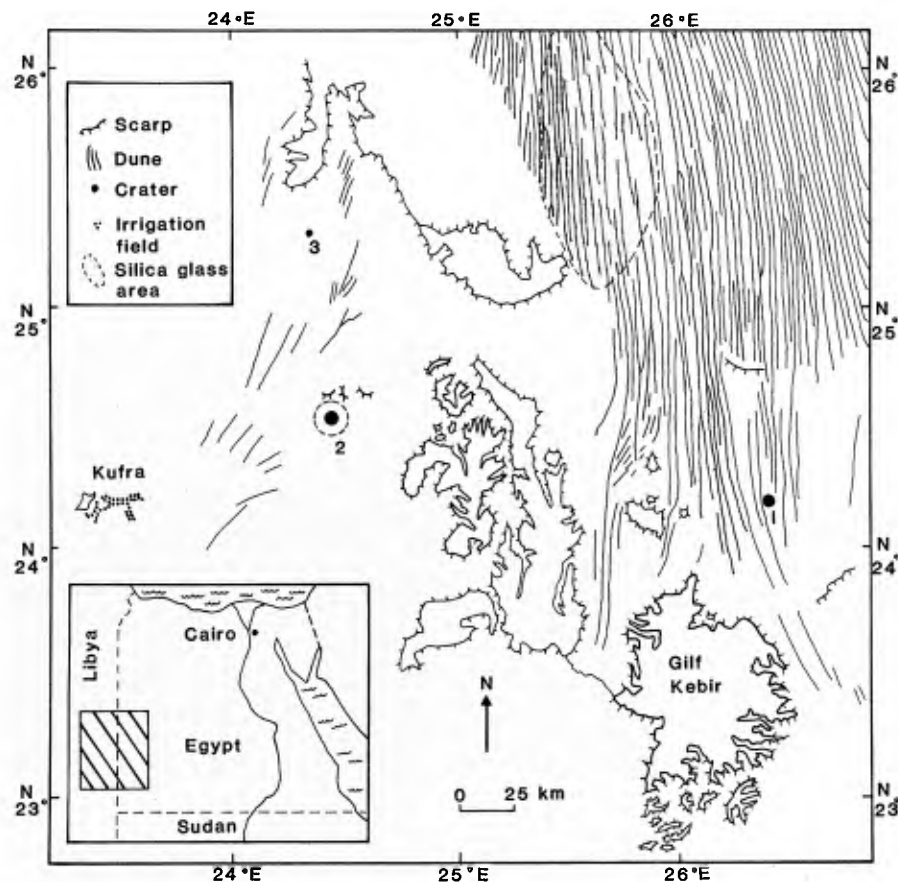 24°E 25°E 26°E
N
26°
N
26°
Scarp
Dune
Crater
Irrigation
field
Silica glass
area
3
N
25°
N
25°
2
Kufra
1
N
24°
N
24°
Cairo
Libya
Egypt
Sudan
Gilf
Kebir
N
0 25 km
N
23°
N
23°
24°E 25°E 26°E